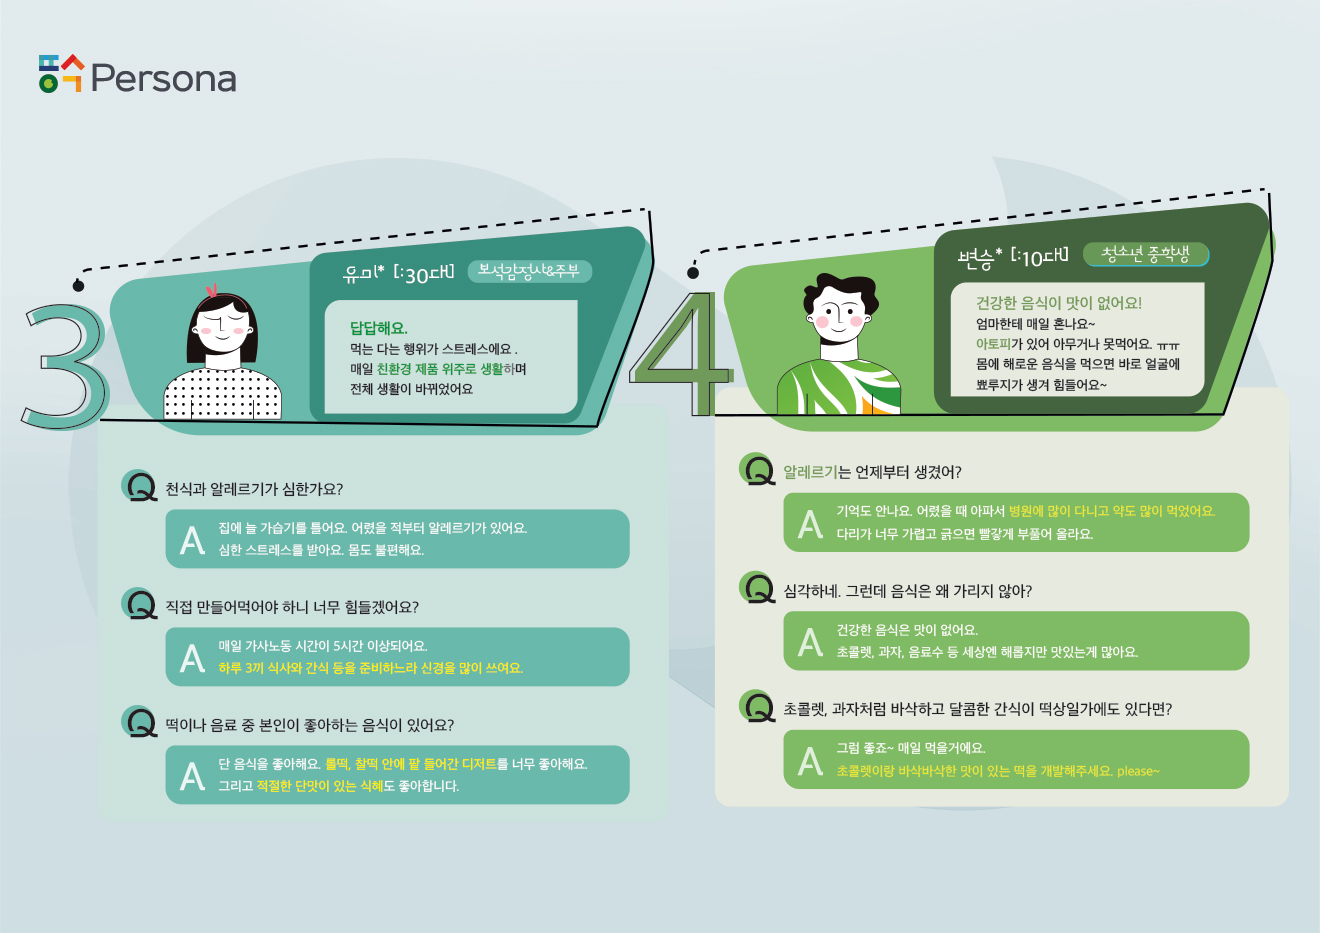 품식 Persona
3
유미* [:30대] 보석감정사&주부
답답해요.
먹는 다는 행위가 스트레스에요 .
매일 친환경 제품 위주로 생활하며
전체 생활이 바뀌었어요
Q 천식과 알레르기가 심한가요?
A 집에 늘 가습기를 틀어요. 어렸을 적부터 알레르기가 있어요.
심한 스트레스를 받아요. 몸도 불편해요.
Q 직접 만들어먹어야 하니 너무 힘들겠어요?
A 매일 가사노동 시간이 5시간 이상되어요.
하루 3끼 식사와 간식 등을 준비하느라 신경을 많이 쓰여요.
Q 떡이나 음료 중 본인이 좋아하는 음식이 있어요?
A 단 음식을 좋아해요. 롤떡, 찰떡 안에 팥 들어간 디저트를 너무 좋아해요.
그리고 적절한 단맛이 있는 식혜도 좋아합니다.
4
변승* [:10대] 청소년 중학생
건강한 음식이 맛이 없어요!
엄마한테 매일 혼나요~
아토피가 있어 아무거나 못먹어요. ㅠㅠ
몸에 해로운 음식을 먹으면 바로 얼굴에
뾰루지가 생겨 힘들어요~
Q 알레르기는 언제부터 생겼어?
A 기억도 안나요. 어렸을 때 아파서 병원에 많이 다니고 약도 많이 먹었어요.
다리가 너무 가렵고 긁으면 빨갛게 부풀어 올라요.
Q 심각하네. 그런데 음식은 왜 가리지 않아?
A 건강한 음식은 맛이 없어요.
초콜렛, 과자, 음료수 등 세상엔 해롭지만 맛있는게 많아요.
Q 초콜렛, 과자처럼 바삭하고 달콤한 간식이 떡상일가에도 있다면?
A 그럼 좋죠~ 매일 먹을거에요.
초콜렛이랑 바삭바삭한 맛이 있는 떡을 개발해주세요. please~